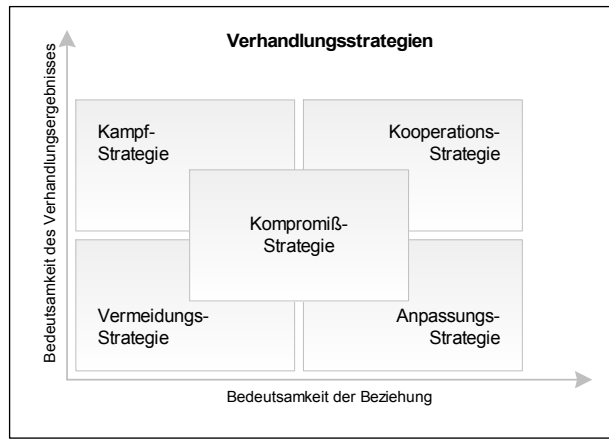 Verhandlungsstrategien
Bedeutsamkeit des Verhandlungsergebnisses
Kampf-
Strategie
Kooperations-
Strategie
Kompromiß-
Strategie
Vermeidungs-
Strategie
Anpassungs-
Strategie
Bedeutsamkeit der Beziehung